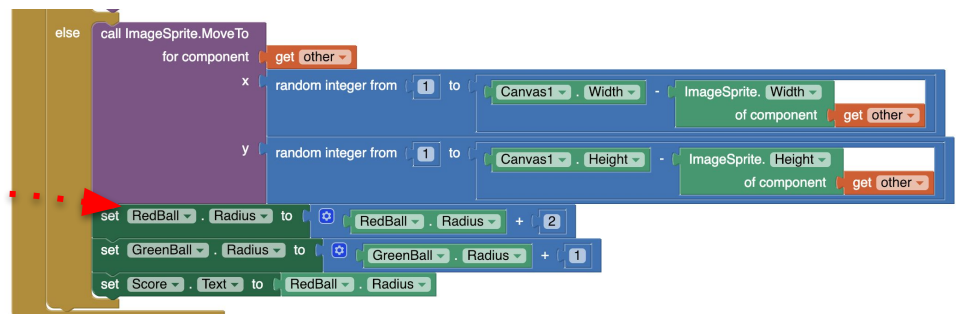 else call ImageSprite.MoveTo
for component get other
x random integer from 1 to Canvas1 . Width - ImageSprite. Width
of component get other
y random integer from 1 to Canvas1 . Height - ImageSprite. Height
of component get other
set RedBall . Radius to RedBall . Radius + 2
set GreenBall . Radius to GreenBall . Radius + 1
set Score . Text to RedBall . Radius